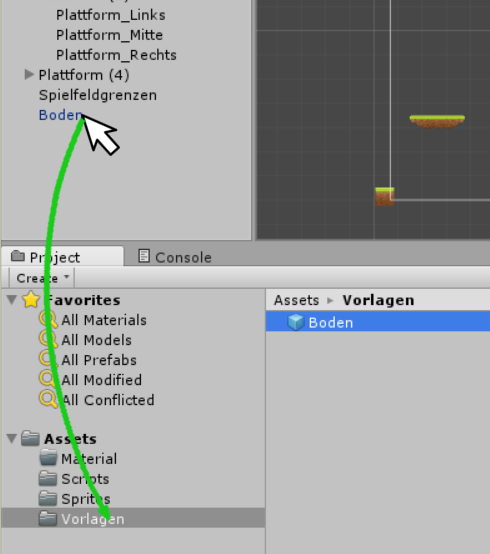 Plattform_Links
Plattform_Mitte
Plattform_Rechts
Plattform (4)
Spielfeldgrenzen
Boden
Project
Console
Create
Favorites
All Materials
All Models
All Prefabs
All Modified
All Conflicted
Assets
Material
Scripts
Sprites
Vorlagen
Assets ▸ Vorlagen
Boden